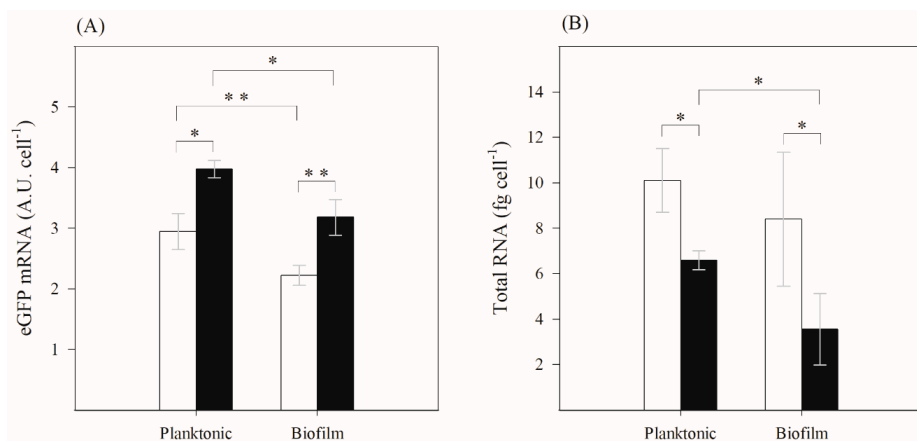 (A)
eGFP mRNA (A.U. cell⁻¹)
5
4
3
2
1
*
* *
*
* *
Planktonic
Biofilm
(B)
Total RNA (fg cell⁻¹)
14
12
10
8
6
4
2
*
*
*
Planktonic
Biofilm